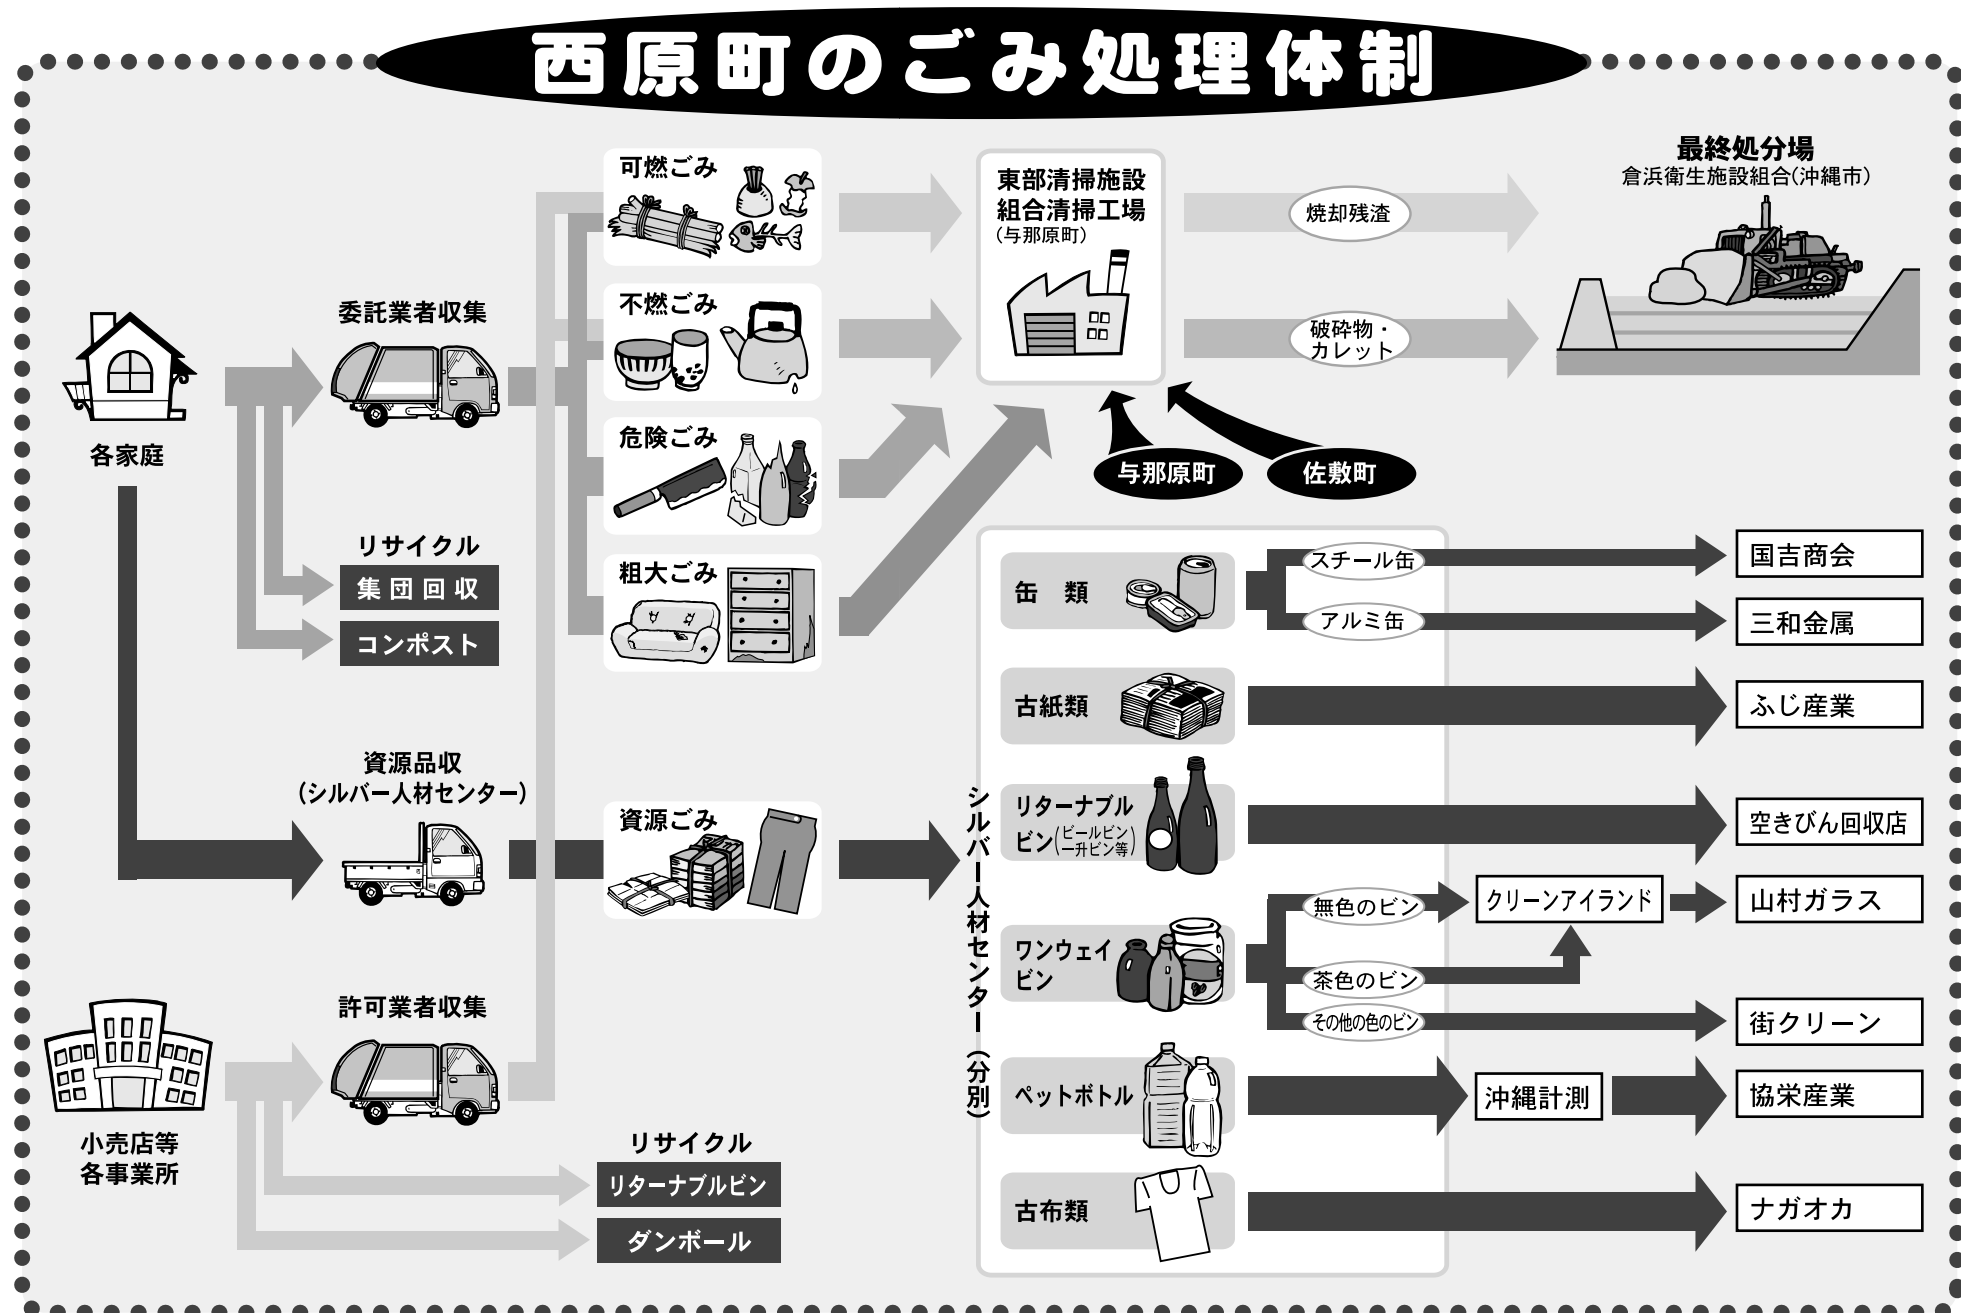 西原町のごみ処理体制
各家庭
委託業者収集
リサイクル
集団回収
コンポスト
資源品収
(シルバー人材センター)
小売店等
各事業所
許可業者収集
リサイクル
リターナブルビン
ダンボール
可燃ごみ
不燃ごみ
危険ごみ
粗大ごみ
資源ごみ
東部清掃施設
組合清掃工場
(与那原町)
与那原町
佐敷町
焼却残渣
破砕物・
カレット
最終処分場
倉浜衛生施設組合(沖縄市)
シルバー人材センター(分別)
缶 類
スチール缶
国吉商会
アルミ缶
三和金属
古紙類
ふじ産業
リターナブル
ビン(ビールビン
一升ビン等)
空きびん回収店
ワンウェイ
ビン
無色のビン
クリーンアイランド
山村ガラス
茶色のビン
その他の色のビン
街クリーン
ペットボトル
沖縄計測
協栄産業
古布類
ナガオカ